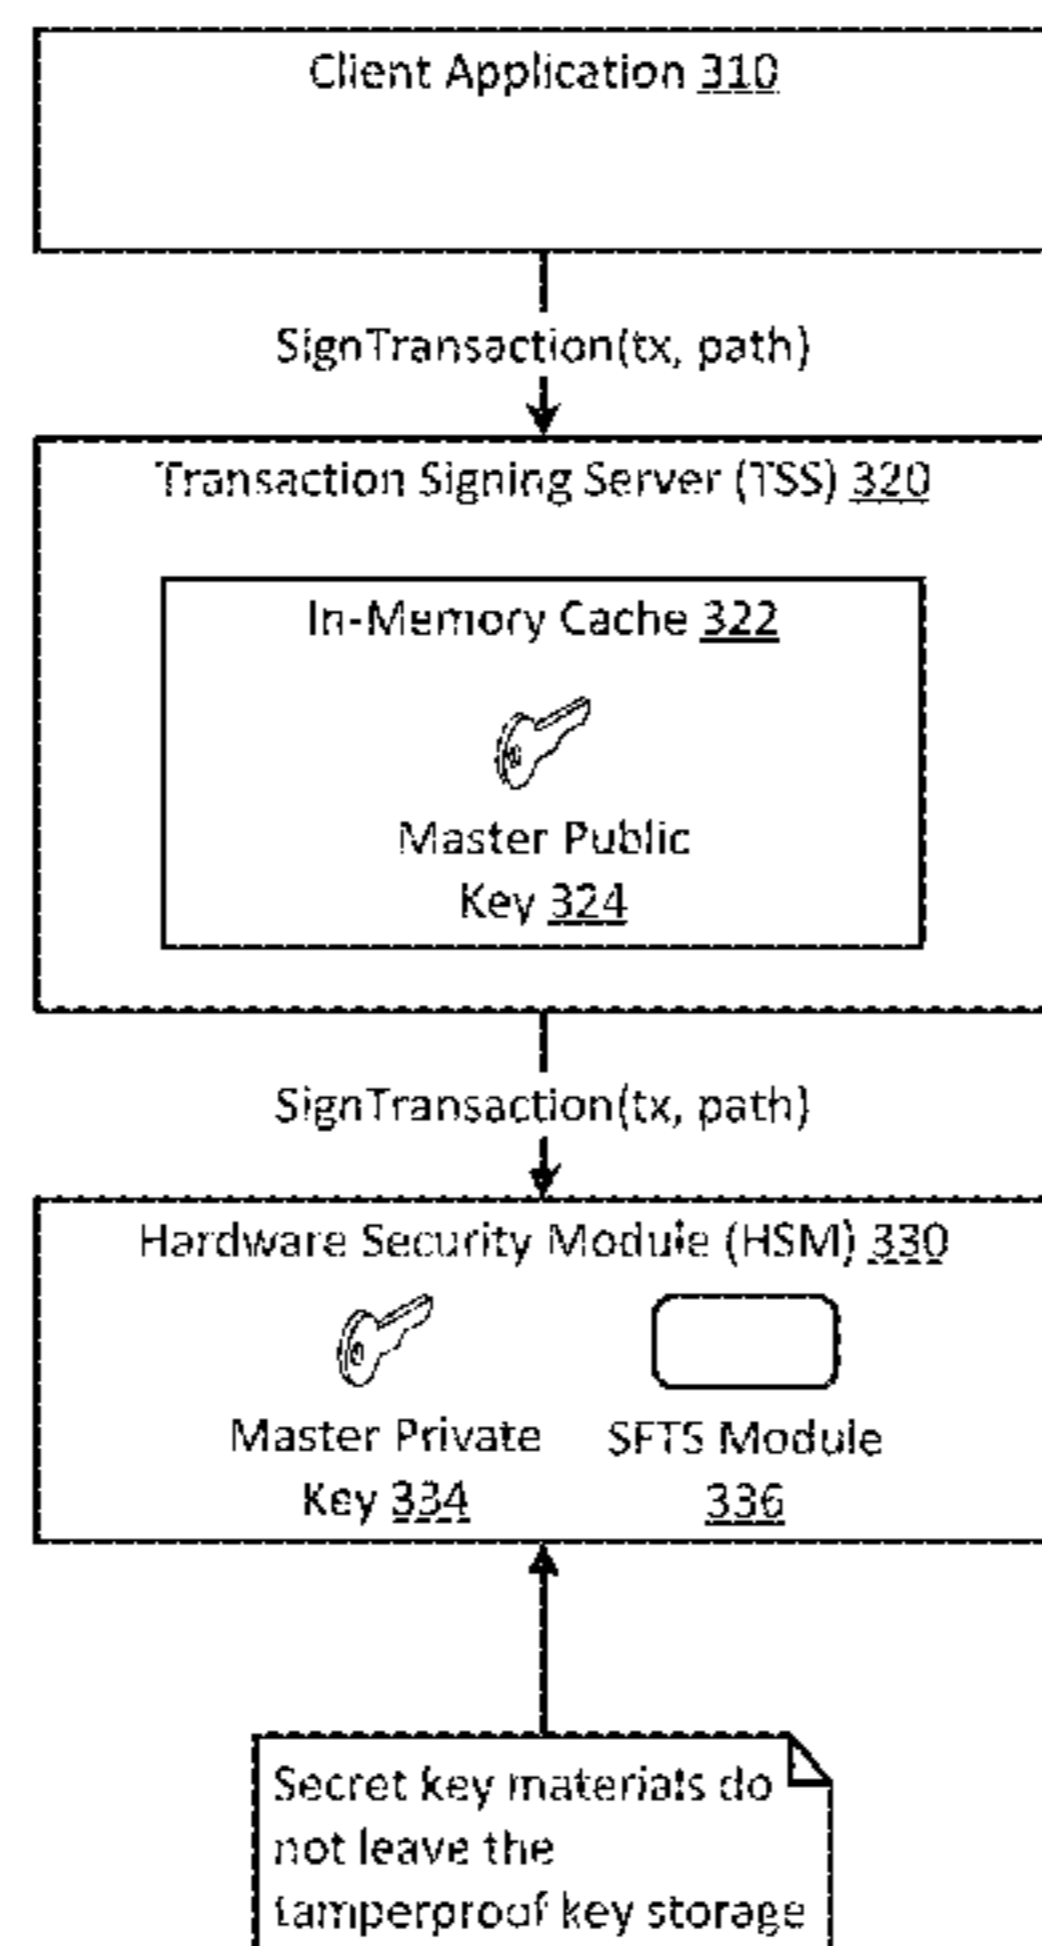 Client Application 310
SignTransaction(tx, path)
Transaction Signing Server (TSS) 320
In-Memory Cache 322
Master Public
Key 324
SignTransaction(tx, path)
Hardware Security Module (HSM) 330
Master Private
Key 334
SFTS Module
336
Secret key materials do
not leave the
tamperproof key storage